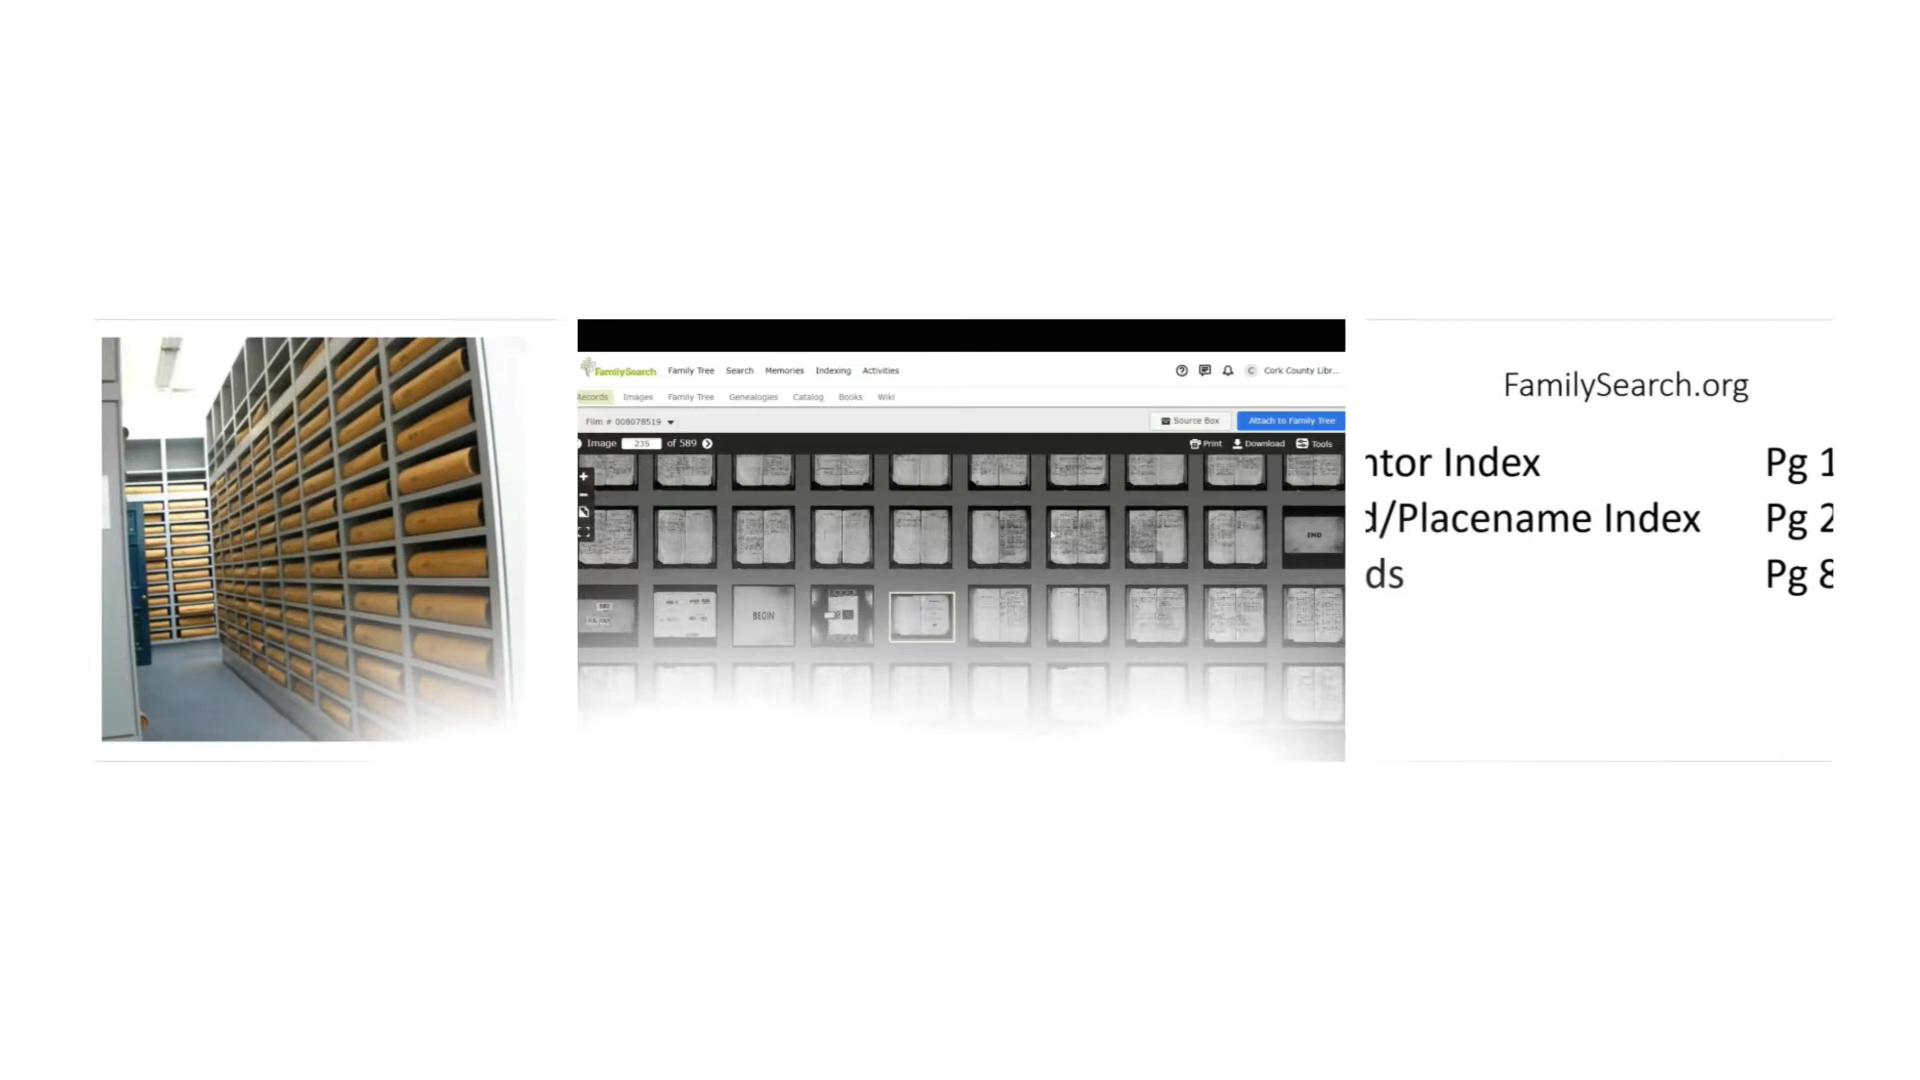 FamilySearch Family Tree Search Memories Indexing Activities Cork County Libr...
Records Images Family Tree Genealogies Catalog Books Wiki
Film # 008078519 Source Box Attach to Family Tree
Image 235 of 589 Print Download Tools
END
BEGIN
FamilySearch.org
ntor Index Pg 1
d/Placename Index Pg 2
ds Pg 8